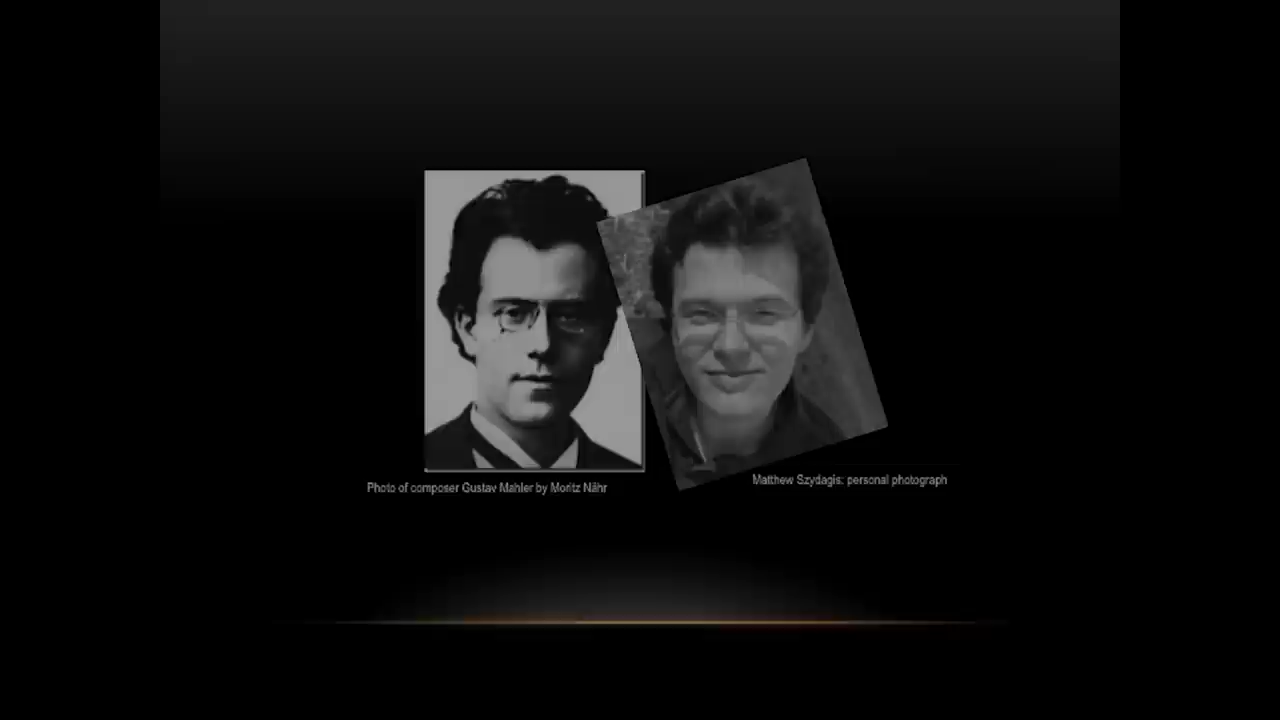 Photo of composer Gustav Mahler by Moritz Nähr
Matthew Szydagis: personal photograph